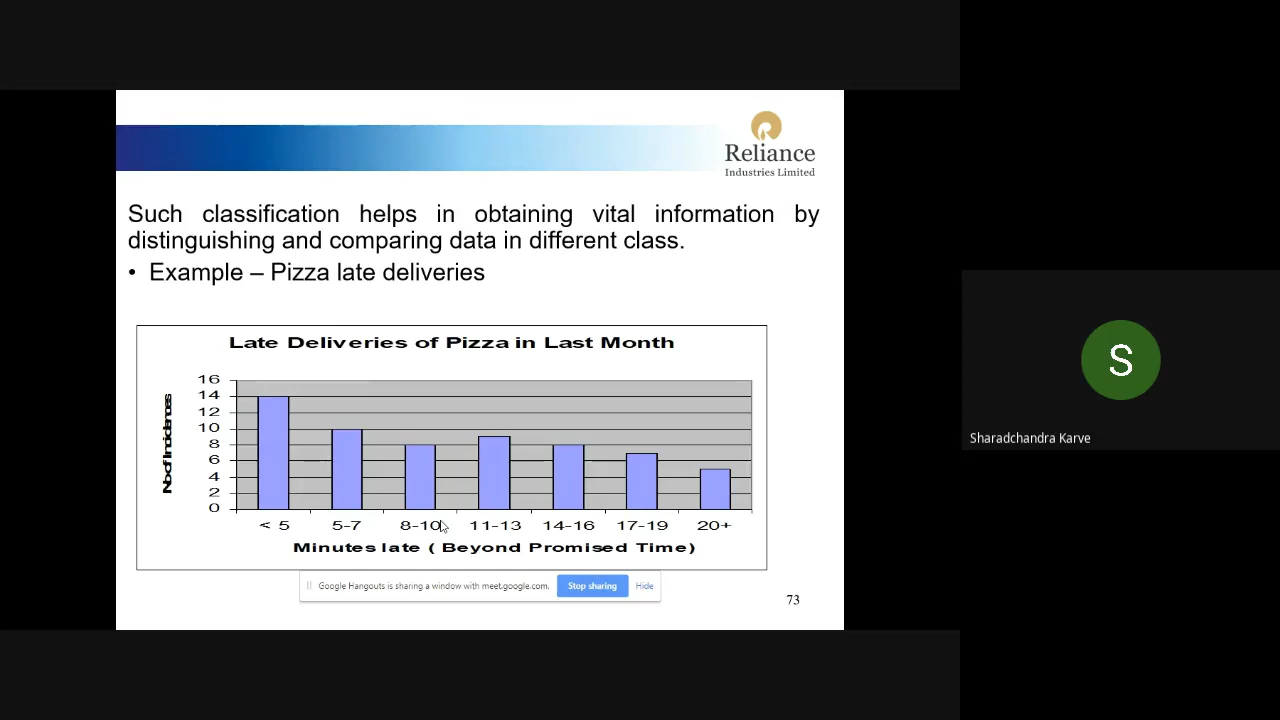 Reliance
Industries Limited
Such classification helps in obtaining vital information by
distinguishing and comparing data in different class.
• Example – Pizza late deliveries
Late Deliveries of Pizza in Last Month
No of Incidences
16
14
12
10
8
6
4
2
0
< 5 5-7 8-10 11-13 14-16 17-19 20+
Minutes late ( Beyond Promised Time)
Google Hangouts is sharing a window with meet.google.com. Stop sharing Hide
73
S
Sharadchandra Karve